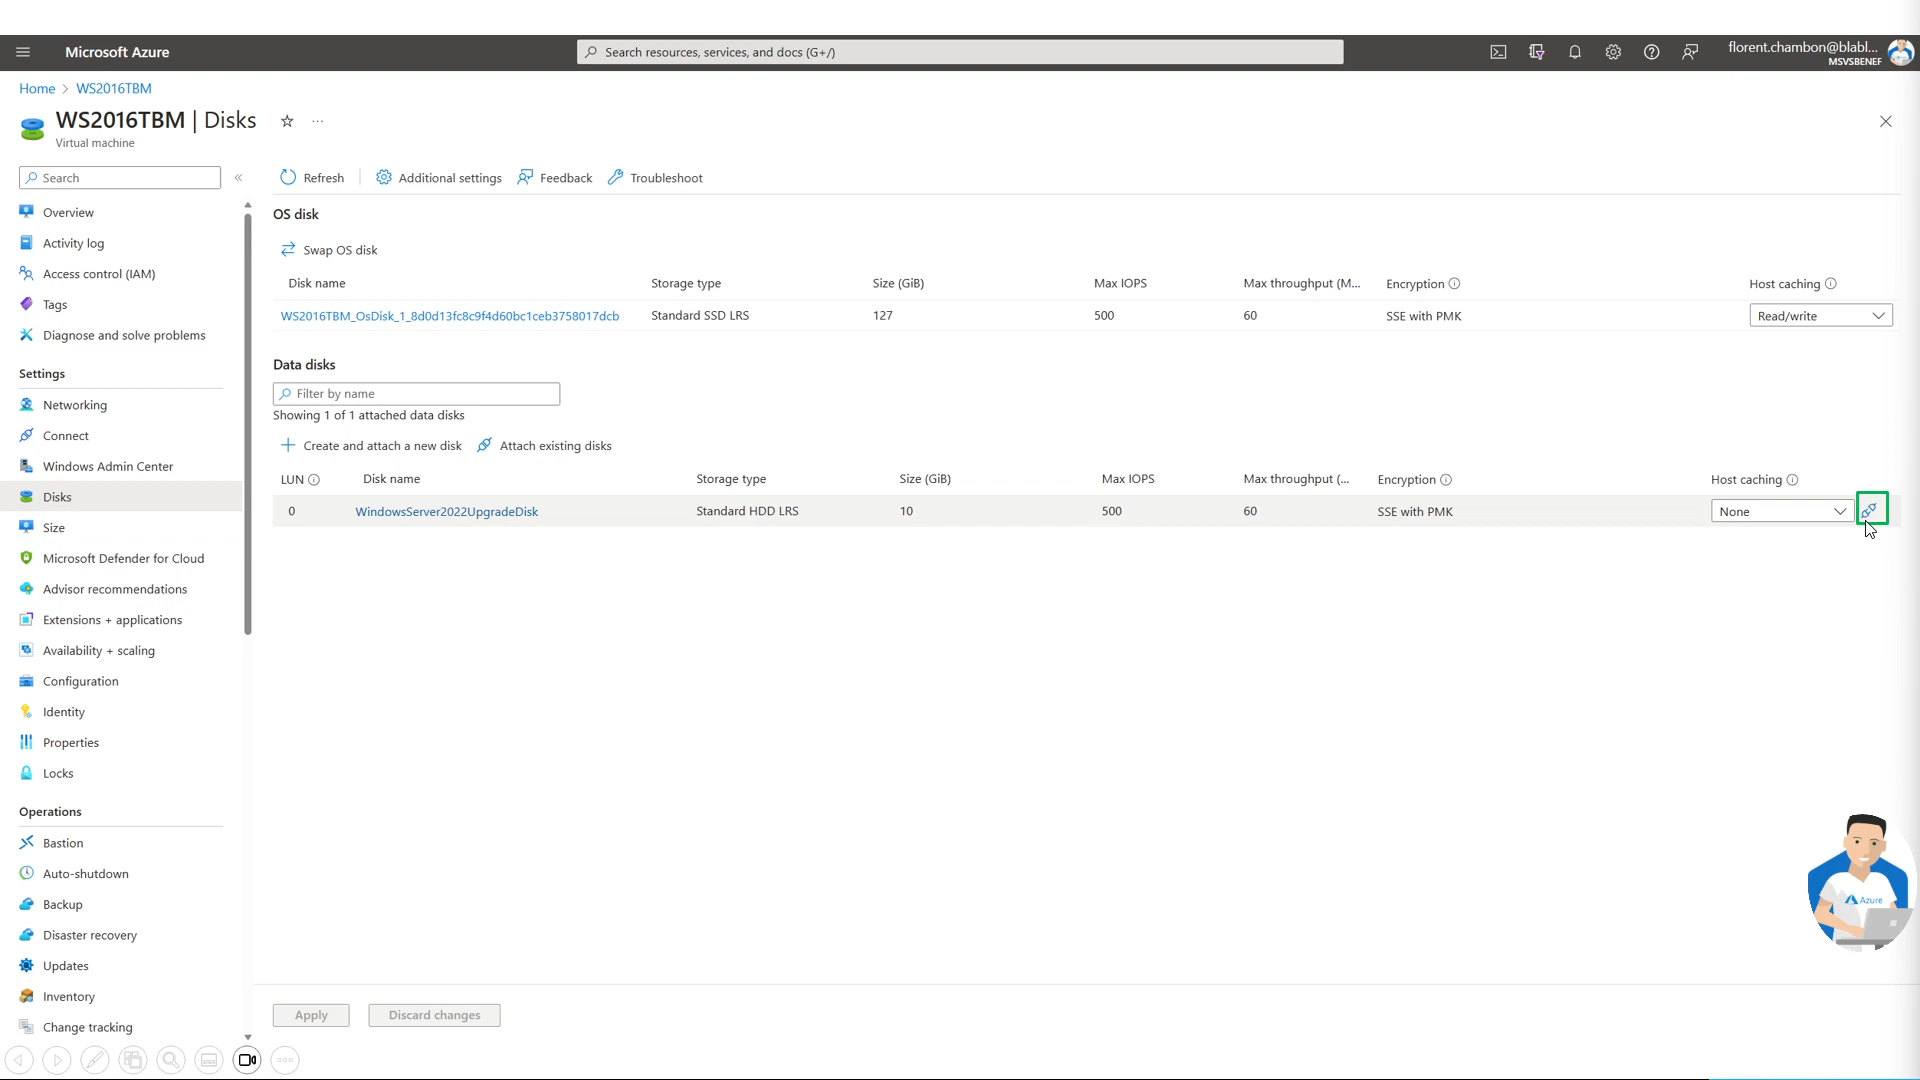 Microsoft Azure
Search resources, services, and docs (G+/)
florent.chambon@blabl...
MSVSBENEF
Home > WS2016TBM
WS2016TBM | Disks
Virtual machine
Search
Overview
Activity log
Access control (IAM)
Tags
Diagnose and solve problems
Settings
Networking
Connect
Windows Admin Center
Disks
Size
Microsoft Defender for Cloud
Advisor recommendations
Extensions + applications
Availability + scaling
Configuration
Identity
Properties
Locks
Operations
Bastion
Auto-shutdown
Backup
Disaster recovery
Updates
Inventory
Change tracking
Refresh Additional settings Feedback Troubleshoot
OS disk
Swap OS disk
Disk name Storage type Size (GiB) Max IOPS Max throughput (M... Encryption Host caching
WS2016TBM_OsDisk_1_8d0d13fc8c9f4d60bc1ceb3758017dcb Standard SSD LRS 127 500 60 SSE with PMK Read/write
Data disks
Filter by name
Showing 1 of 1 attached data disks
Create and attach a new disk Attach existing disks
LUN Disk name Storage type Size (GiB) Max IOPS Max throughput (... Encryption Host caching
0 WindowsServer2022UpgradeDisk Standard HDD LRS 10 500 60 SSE with PMK None
Azure
Apply Discard changes